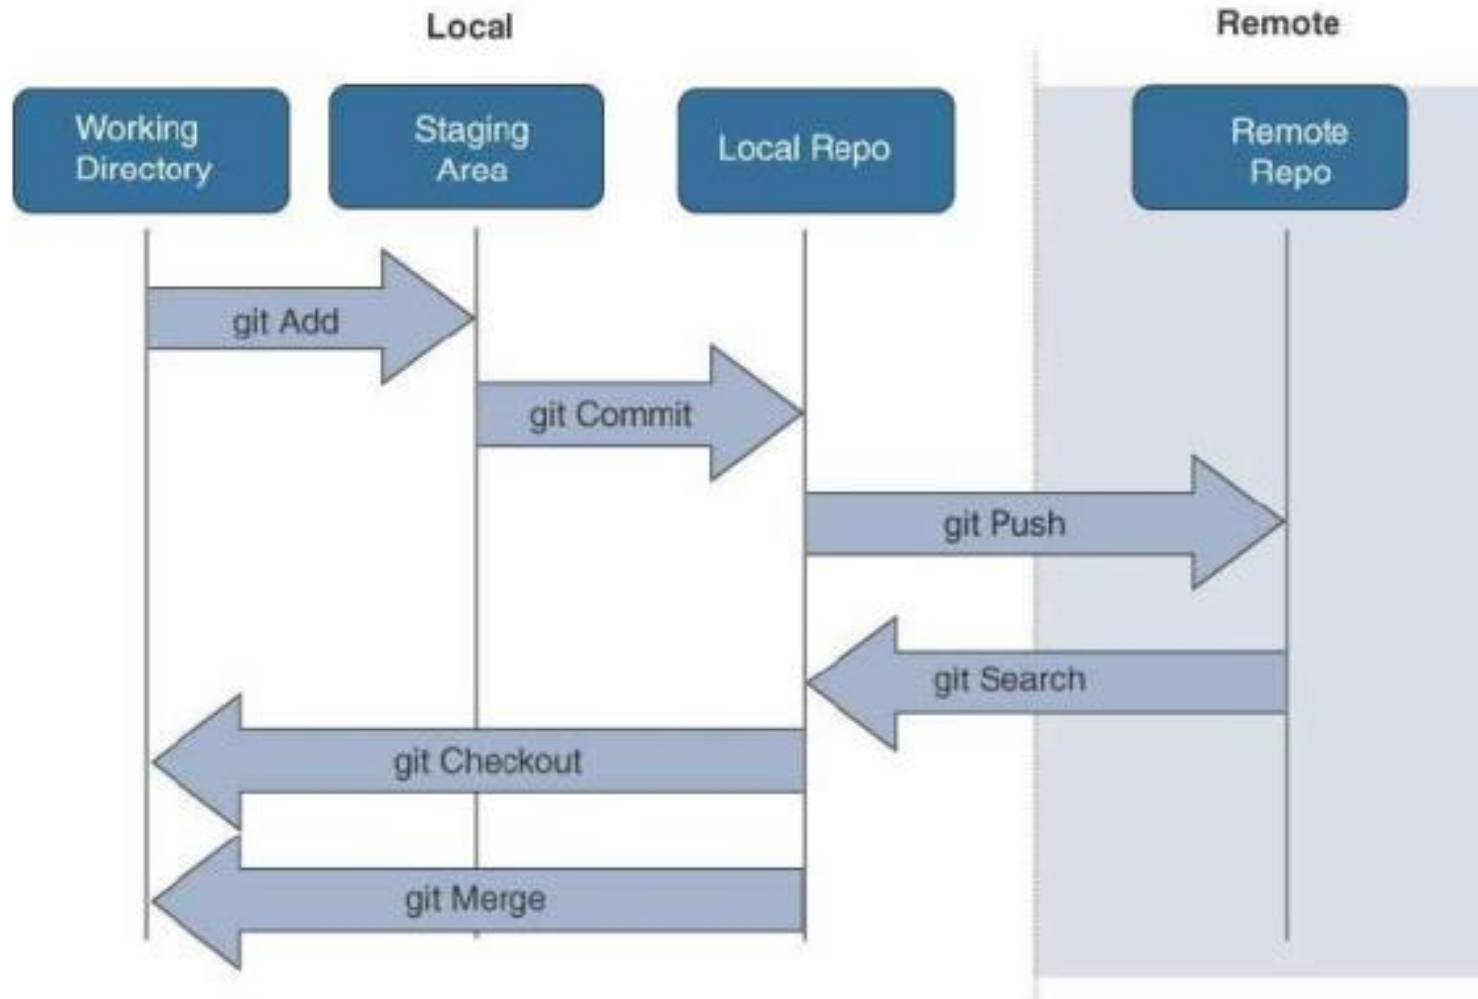 Local
Remote
Working
Directory
Staging
Area
Local Repo
Remote
Repo
git Add
git Commit
git Push
git Search
git Checkout
git Merge